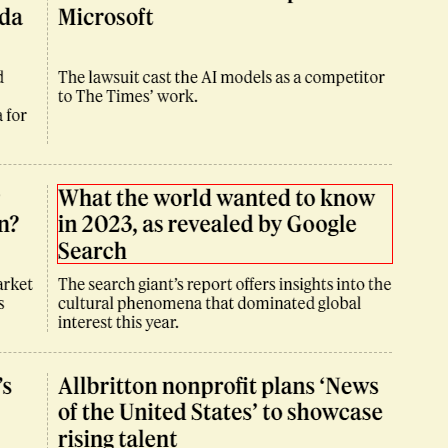 da
Microsoft
d
The lawsuit cast the AI models as a competitor
to The Times’ work.
for
What the world wanted to know
n?
in 2023, as revealed by Google
Search
arket
The search giant’s report offers insights into the
s
cultural phenomena that dominated global
interest this year.
’s
Allbritton nonprofit plans ‘News
of the United States’ to showcase
rising talent